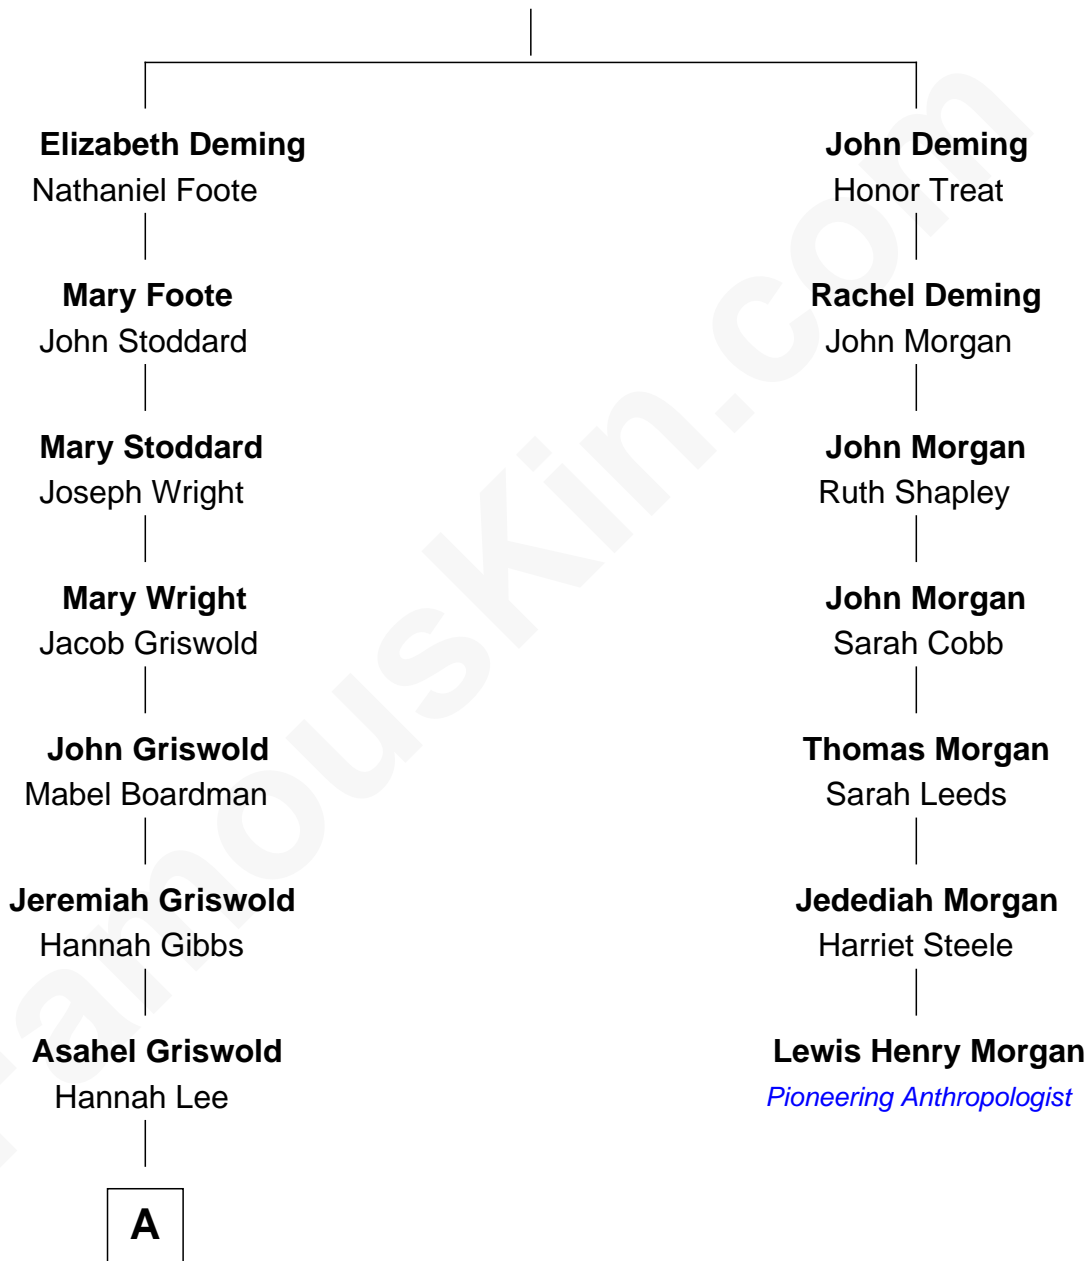 Elizabeth Deming
Nathaniel Foote
Mary Foote
John Stoddard
Mary Stoddard
Joseph Wright
Mary Wright
Jacob Griswold
John Griswold
Mabel Boardman
Jeremiah Griswold
Hannah Gibbs
Asahel Griswold
Hannah Lee
A
John Deming
Honor Treat
Rachel Deming
John Morgan
John Morgan
Ruth Shapley
John Morgan
Sarah Cobb
Thomas Morgan
Sarah Leeds
Jedediah Morgan
Harriet Steele
Lewis Henry Morgan
Pioneering Anthropologist
FamousKin.com